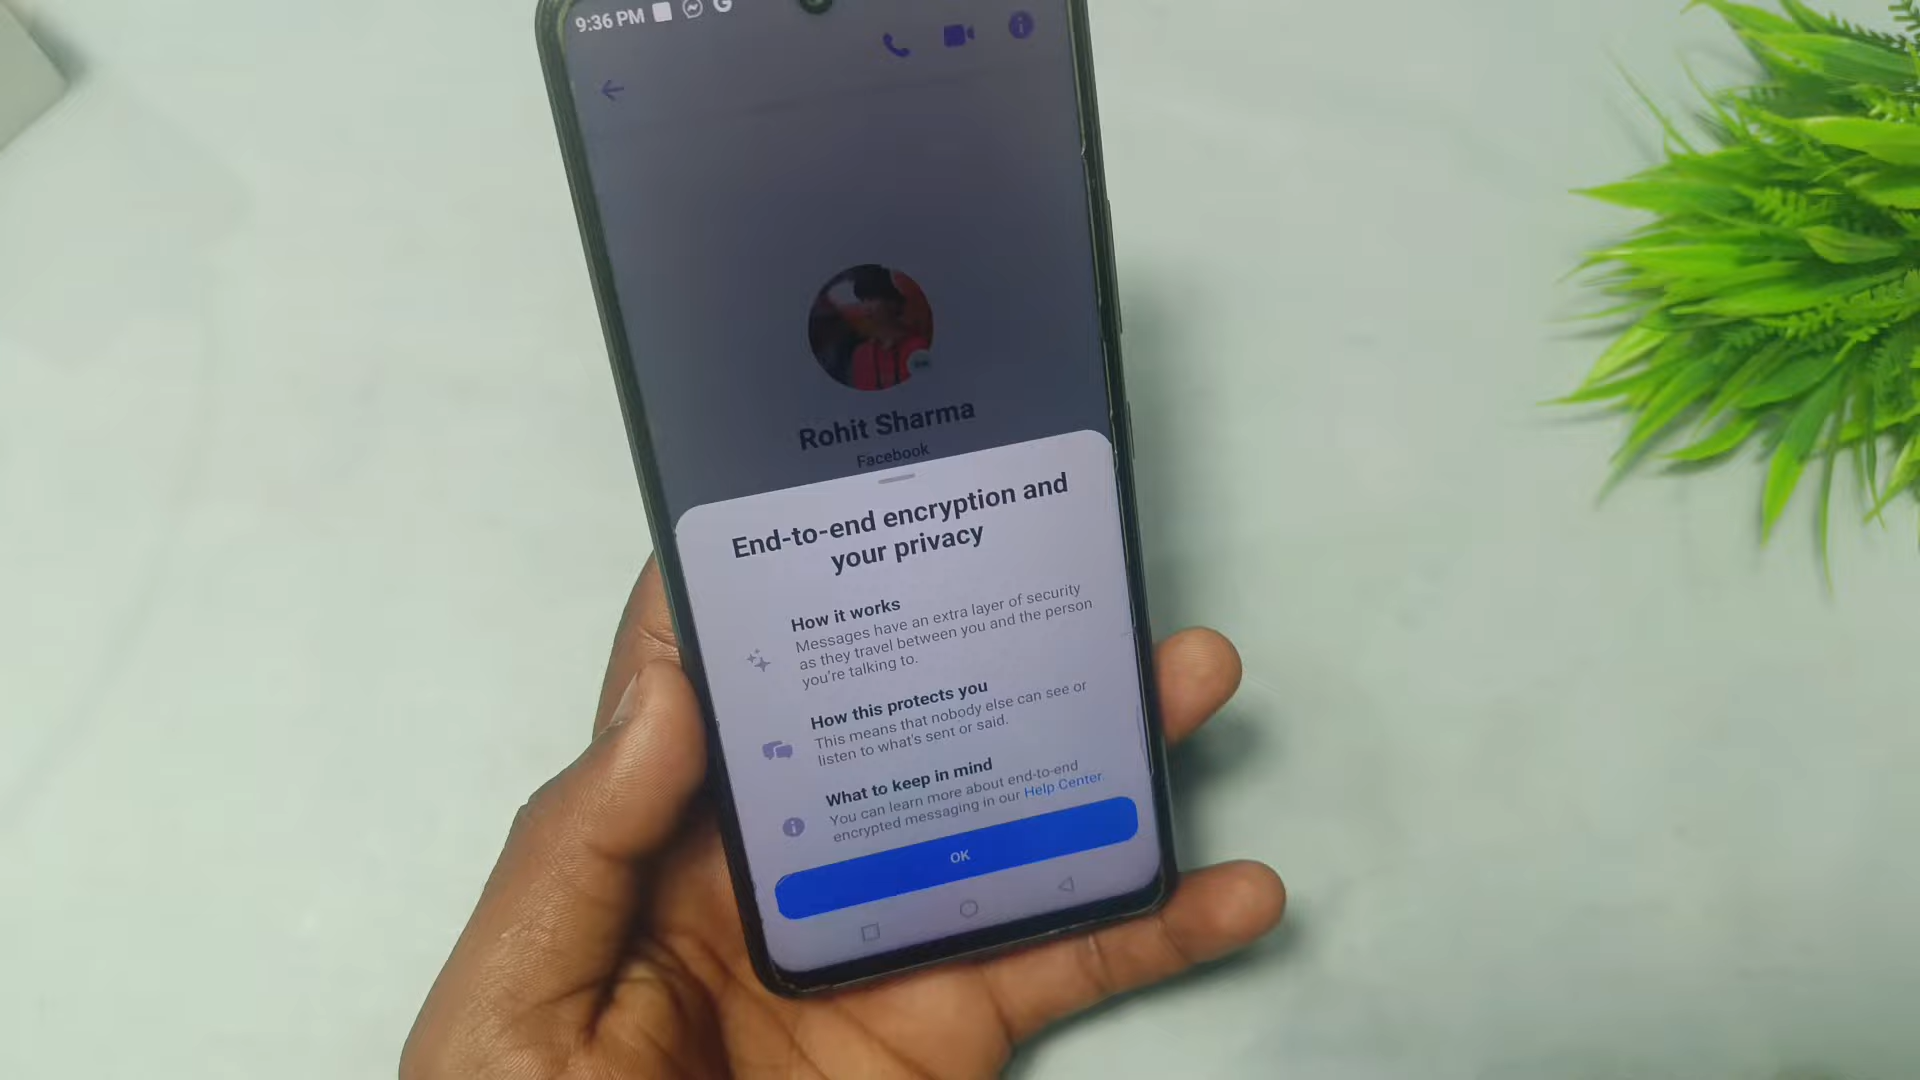 9:36 PM
Rohit Sharma
Facebook
End-to-end encryption and
your privacy
How it works
Messages have an extra layer of security
as they travel between you and the person
you're talking to.
How this protects you
This means that nobody else can see or
listen to what's sent or said.
What to keep in mind
You can learn more about end-to-end
encrypted messaging in our Help Center.
OK